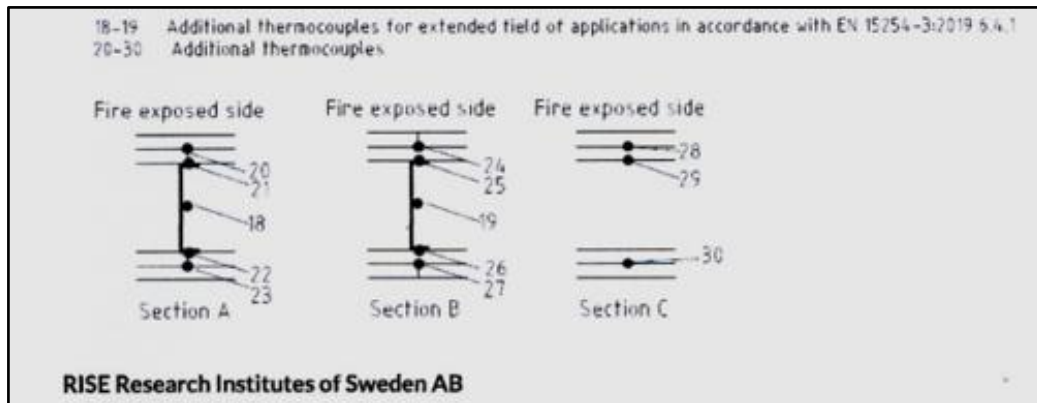 18-19 Additional thermocouples for extended field of applications in accordance with EN 15254-3:2019 6.4.1
20-30 Additional thermocouples
Fire exposed side Fire exposed side Fire exposed side
20
21
18
22
23
24
25
19
26
27
28
29
30
Section A Section B Section C
RISE Research Institutes of Sweden AB